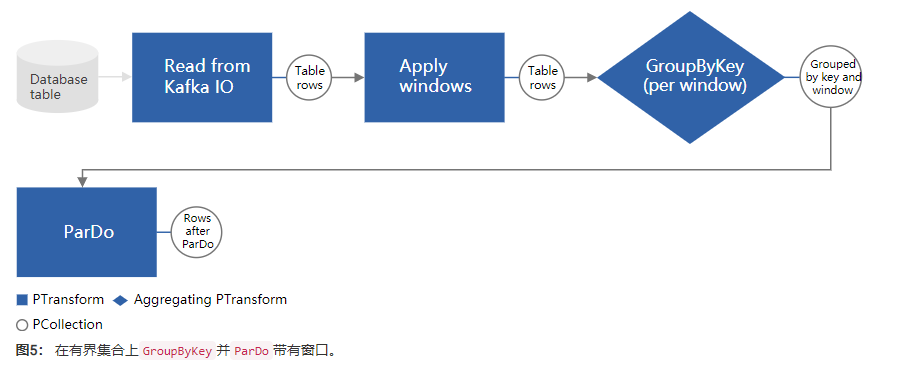 Database
table
Read from
Kafka IO
Table
rows
Apply
windows
Table
rows
GroupByKey
(per window)
Grouped
by key and
window
ParDo
Rows
after
ParDo
PTransform
Aggregating PTransform
PCollection
图5： 在有界集合上 GroupByKey 并 ParDo 带有窗口。